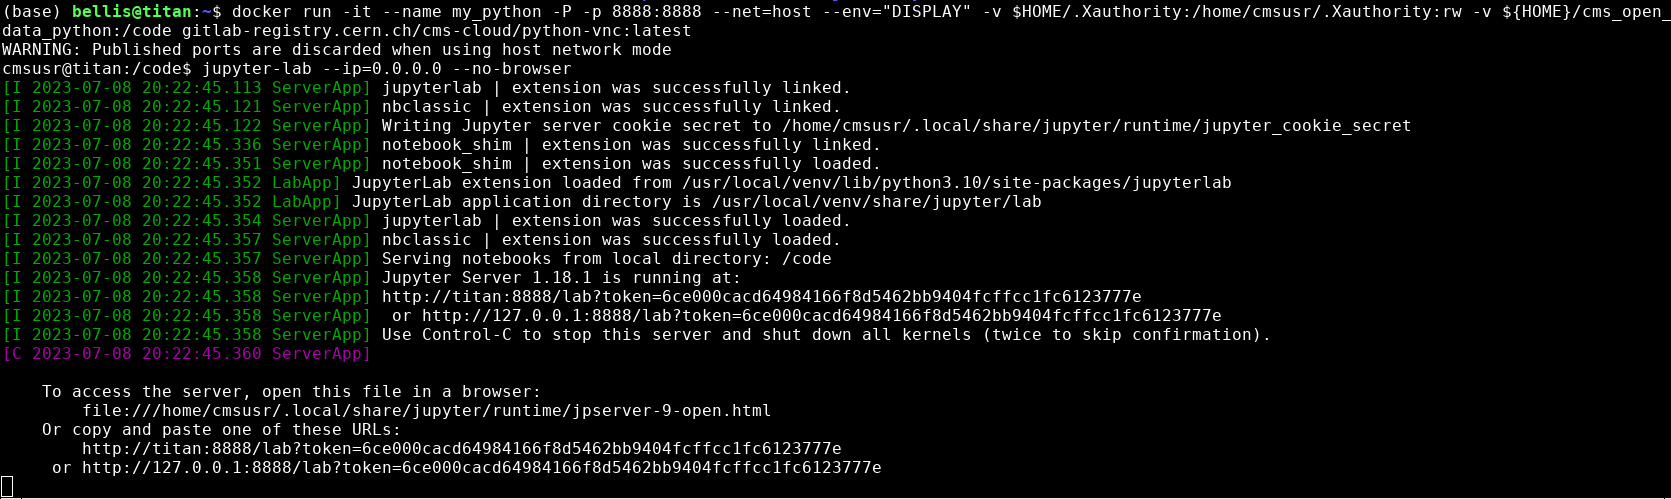 (base) bellis@titan:~$ docker run -it --name my_python -P -p 8888:8888 --net=host --env="DISPLAY" -v $HOME/.Xauthority:/home/cmsusr/.Xauthority:rw -v ${HOME}/cms_open_
data_python:/code gitlab-registry.cern.ch/cms-cloud/python-vnc:latest
WARNING: Published ports are discarded when using host network mode
cmsusr@titan:/code$ jupyter-lab --ip=0.0.0.0 --no-browser
[I 2023-07-08 20:22:45.113 ServerApp] jupyterlab | extension was successfully linked.
[I 2023-07-08 20:22:45.121 ServerApp] nbclassic | extension was successfully linked.
[I 2023-07-08 20:22:45.122 ServerApp] Writing Jupyter server cookie secret to /home/cmsusr/.local/share/jupyter/runtime/jupyter_cookie_secret
[I 2023-07-08 20:22:45.336 ServerApp] notebook_shim | extension was successfully linked.
[I 2023-07-08 20:22:45.351 ServerApp] notebook_shim | extension was successfully loaded.
[I 2023-07-08 20:22:45.352 LabApp] JupyterLab extension loaded from /usr/local/venv/lib/python3.10/site-packages/jupyterlab
[I 2023-07-08 20:22:45.352 LabApp] JupyterLab application directory is /usr/local/venv/share/jupyter/lab
[I 2023-07-08 20:22:45.354 ServerApp] jupyterlab | extension was successfully loaded.
[I 2023-07-08 20:22:45.357 ServerApp] nbclassic | extension was successfully loaded.
[I 2023-07-08 20:22:45.357 ServerApp] Serving notebooks from local directory: /code
[I 2023-07-08 20:22:45.358 ServerApp] Jupyter Server 1.18.1 is running at:
[I 2023-07-08 20:22:45.358 ServerApp] http://titan:8888/lab?token=6ce000cacd64984166f8d5462bb9404fcffcc1fc6123777e
[I 2023-07-08 20:22:45.358 ServerApp]  or http://127.0.0.1:8888/lab?token=6ce000cacd64984166f8d5462bb9404fcffcc1fc6123777e
[I 2023-07-08 20:22:45.358 ServerApp] Use Control-C to stop this server and shut down all kernels (twice to skip confirmation).
[C 2023-07-08 20:22:45.360 ServerApp]
To access the server, open this file in a browser:
file:///home/cmsusr/.local/share/jupyter/runtime/jpserver-9-open.html
Or copy and paste one of these URLs:
http://titan:8888/lab?token=6ce000cacd64984166f8d5462bb9404fcffcc1fc6123777e
or http://127.0.0.1:8888/lab?token=6ce000cacd64984166f8d5462bb9404fcffcc1fc6123777e